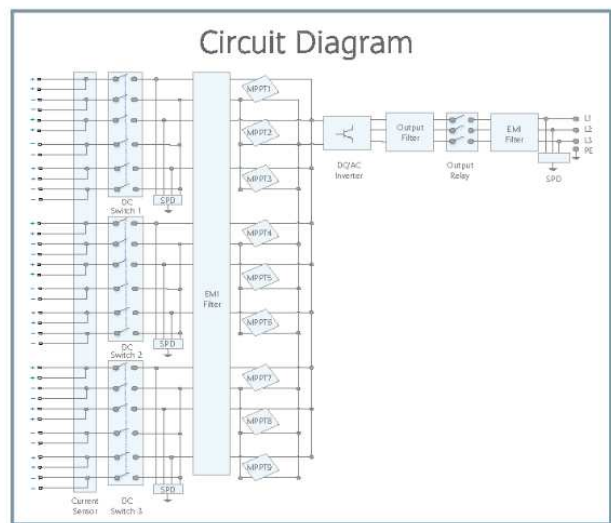 Circuit Diagram
MPPT1
MPPT2
MPPT3
SPD
DC
Switch 1
MPPT4
MPPT5
MPPT6
SPD
DC
Switch 2
EMI
Filter
MPPT7
MPPT8
MPPT9
SPD
Current
Sensor
DC
Switch 3
DC/AC
Inverter
Output
Filter
Output
Relay
EMI
Filter
SPD
L1
L2
L3
PE